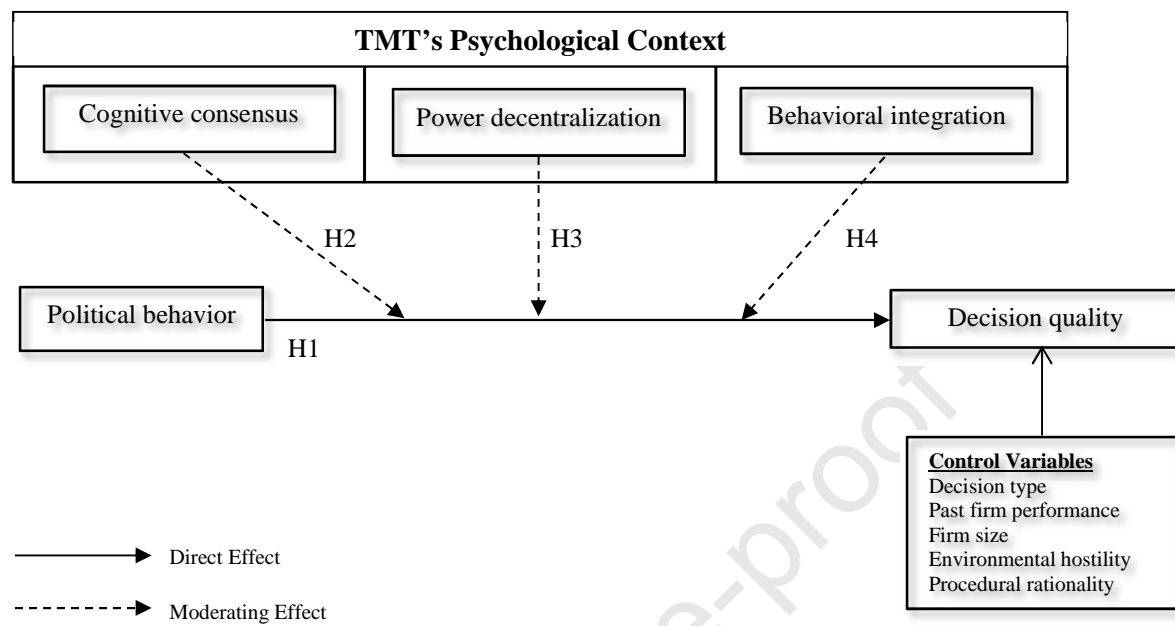 TMT’s Psychological Context
Cognitive consensus
Power decentralization
Behavioral integration
H2
H3
H4
Political behavior
Decision quality
H1
Control Variables
Decision type
Past firm performance
Firm size
Environmental hostility
Procedural rationality
Direct Effect
Moderating Effect
e-proof